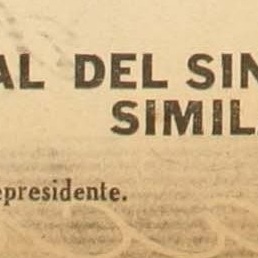 AL DEL SIN
SIMIL
epresidente.